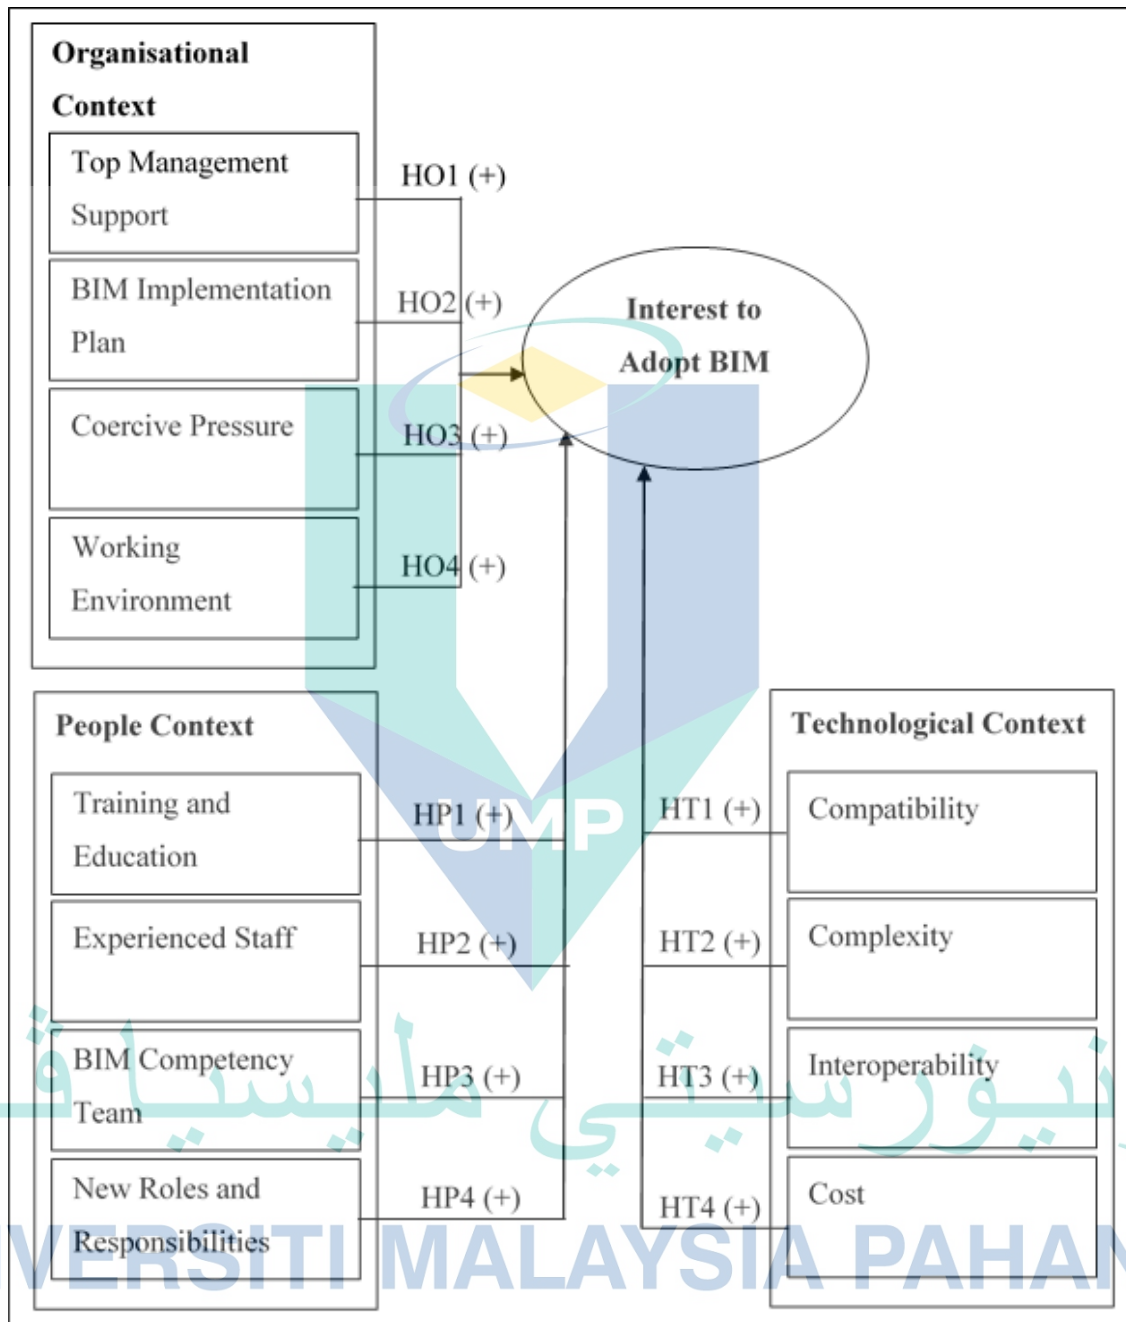 Organisational
Context
Top Management
Support
HO1 (+)
BIM Implementation
Plan
HO2 (+)
Coercive Pressure
HO3 (+)
Working
Environment
HO4 (+)
Interest to
Adopt BIM
People Context
Training and
Education
HP1 (+)
Experienced Staff
HP2 (+)
BIM Competency
Team
HP3 (+)
New Roles and
Responsibilities
HP4 (+)
Technological Context
HT1 (+)
Compatibility
HT2 (+)
Complexity
HT3 (+)
Interoperability
HT4 (+)
Cost
UMP
نيۏرسيتي مليسيا ڤ
VERSITI MALAYSIA PAHAN